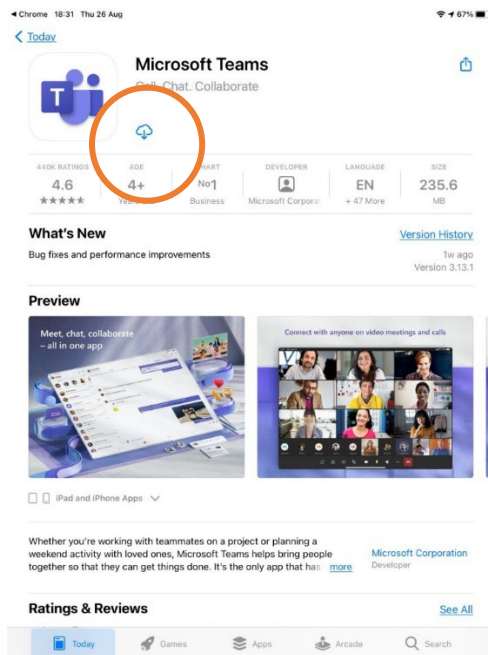 Chrome 18:31 Thu 26 Aug 67%
Today
Microsoft Teams
Call. Chat. Collaborate
T
440K RATINGS AGE CHART DEVELOPER LANGUAGE SIZE
4.6 4+ No1 EN 235.6
Years Business Microsoft Corpora + 47 More MB
What's New Version History
Bug fixes and performance improvements 1w ago
Version 3.13.1
Preview
Meet, chat, collaborate
– all in one app
Connect with anyone on video meetings and calls
iPad and iPhone Apps
Whether you're working with teammates on a project or planning a
weekend activity with loved ones, Microsoft Teams helps bring people
together so that they can get things done. It's the only app that has more
Microsoft Corporation
Developer
Ratings & Reviews See All
Today Games Apps Arcade Search